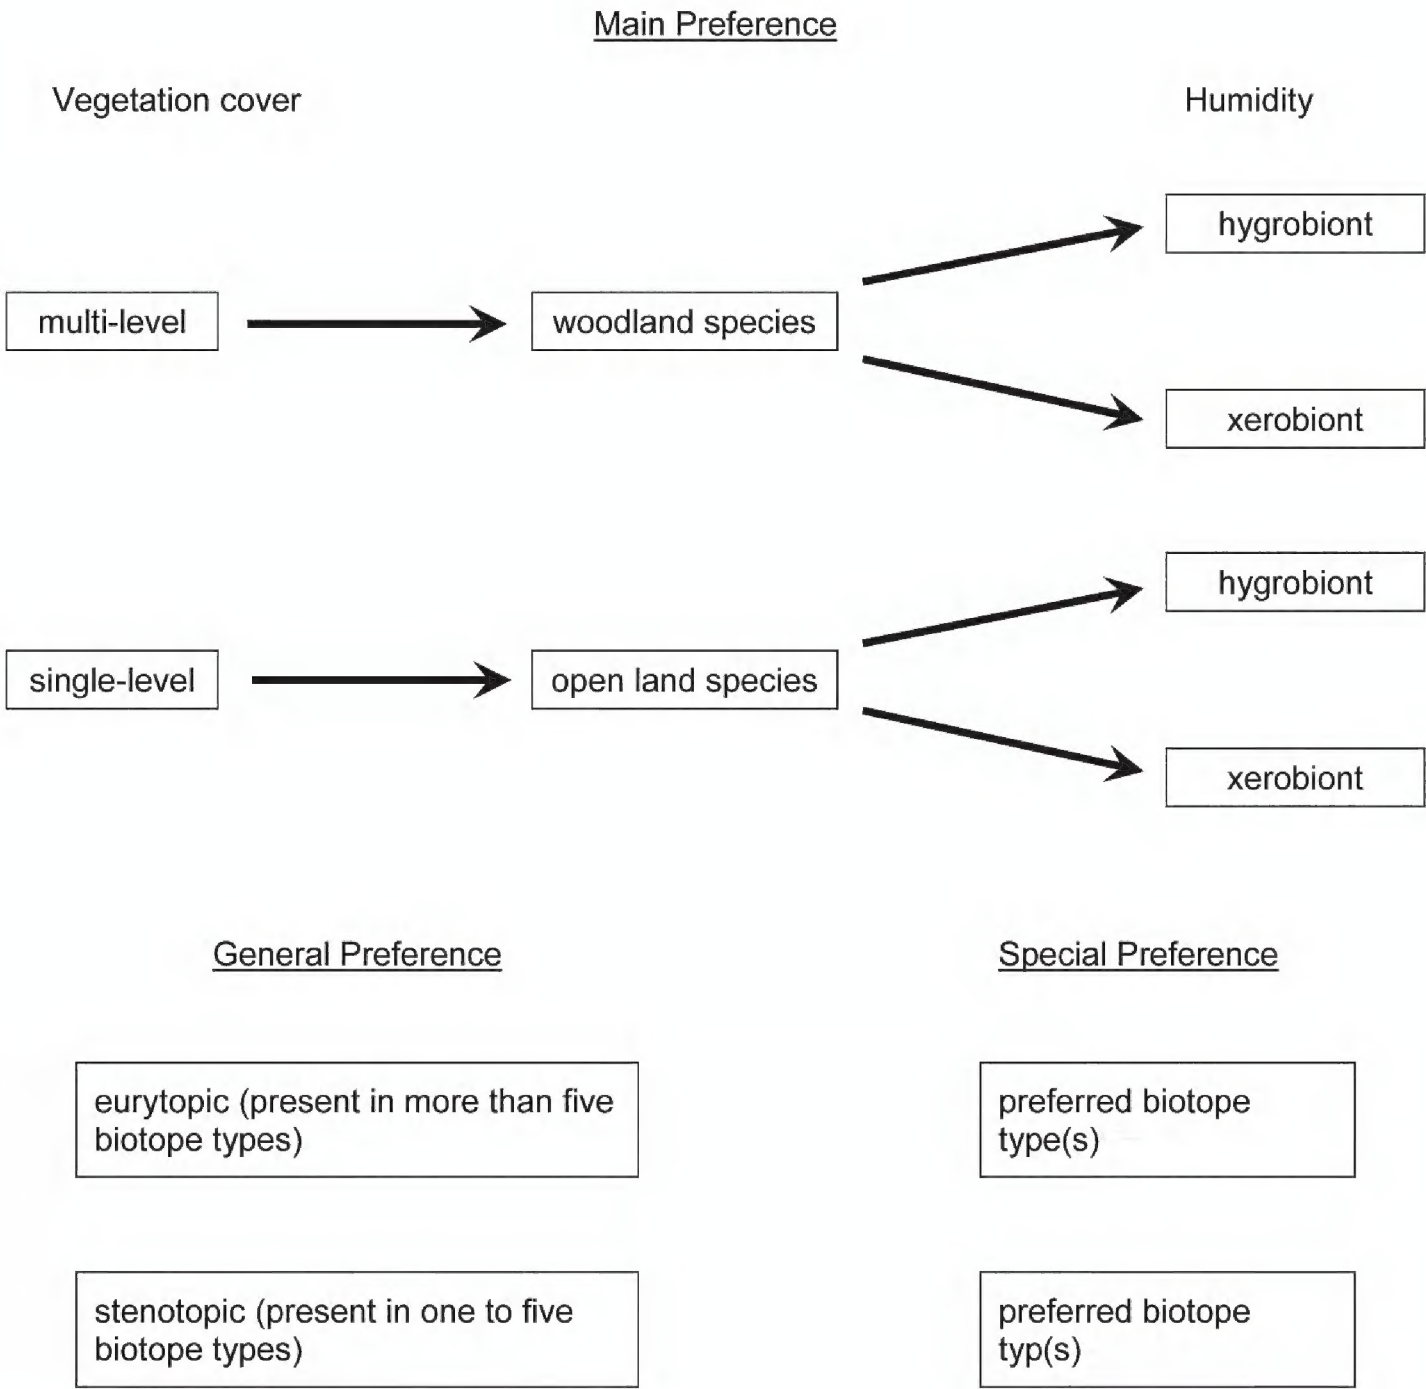 Main Preference
Vegetation cover
Humidity
hygrobiont
multi-level
woodland species
xerobiont
hygrobiont
single-level
open land species
xerobiont
General Preference
Special Preference
eurytopic (present in more than five
biotope types)
preferred biotope
type(s)
stenotopic (present in one to five
biotope types)
preferred biotope
typ(s)